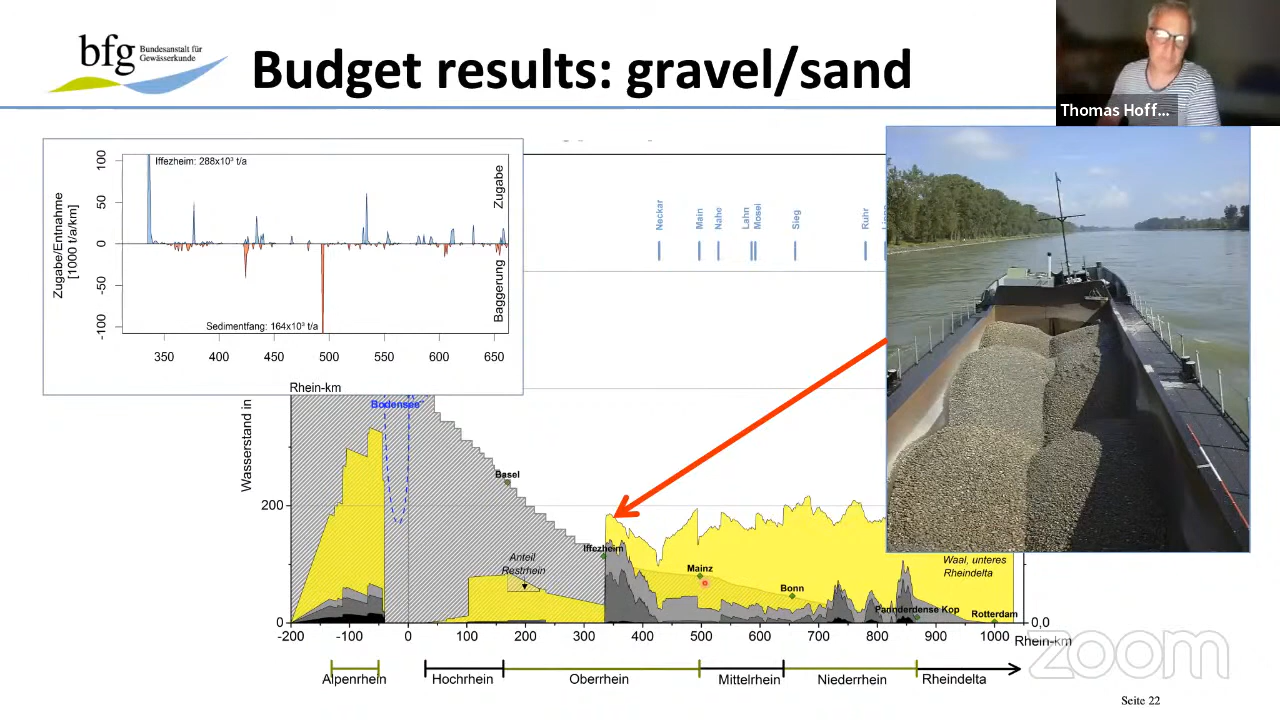 bfg Bundesanstalt für
Gewässerkunde
Budget results: gravel/sand
Thomas Hoff...
Iffezheim: 288x10³ t/a
100
50
0
-50
-100
Zugabe/Entnahme
[1000 t/a/km]
Zugabe
Baggerung
Sedimentfang: 164x10³ t/a
350 400 450 500 550 600 650
Rhein-km
Neckar
Main
Nahe
Lahn
Mosel
Sieg
Ruhr
Wasserstand in
Bodensee
Basel
200
Anteil
Restrhein
Iffezheim
Mainz
Bonn
Waal, unteres
Rheindelta
Pannderdense Kop
Rotterdam
0
0,0
-200 -100 0 100 200 300 400 500 600 700 800 900 1000 Rhein-km
Alpenrhein Hochrhein Oberrhein Mittelrhein Niederrhein Rheindelta
zoom
Seite 22